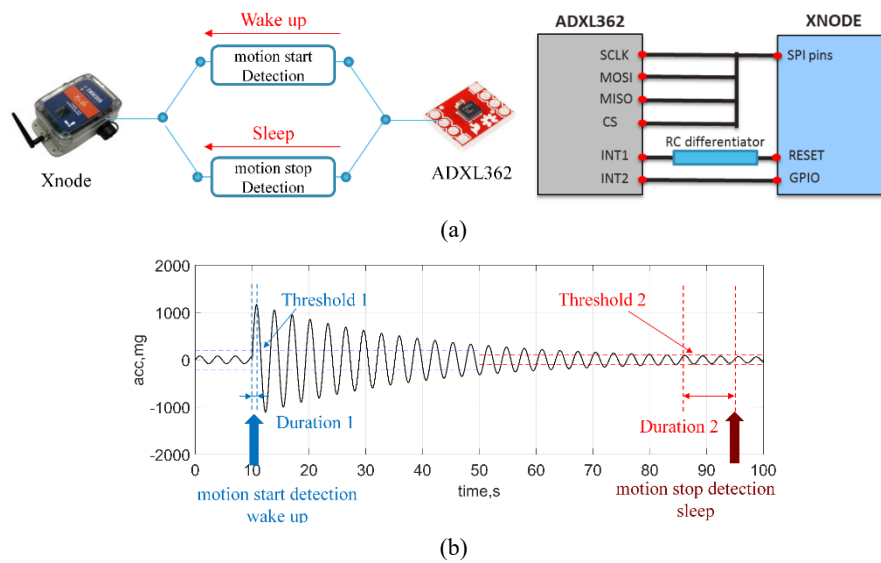 Wake up
motion start
Detection
Sleep
motion stop
Detection
Xnode
ADXL362
ADXL362
XNODE
SCLK
MOSI
MISO
CS
INT1
INT2
RC differentiator
SPI pins
RESET
GPIO
(a)
2000
1000
0
-1000
-2000
acc,mg
Threshold 1
Threshold 2
Duration 1
Duration 2
0 10 20 30 40 50 60 70 80 90 100
time,s
motion start detection
wake up
motion stop detection
sleep
(b)